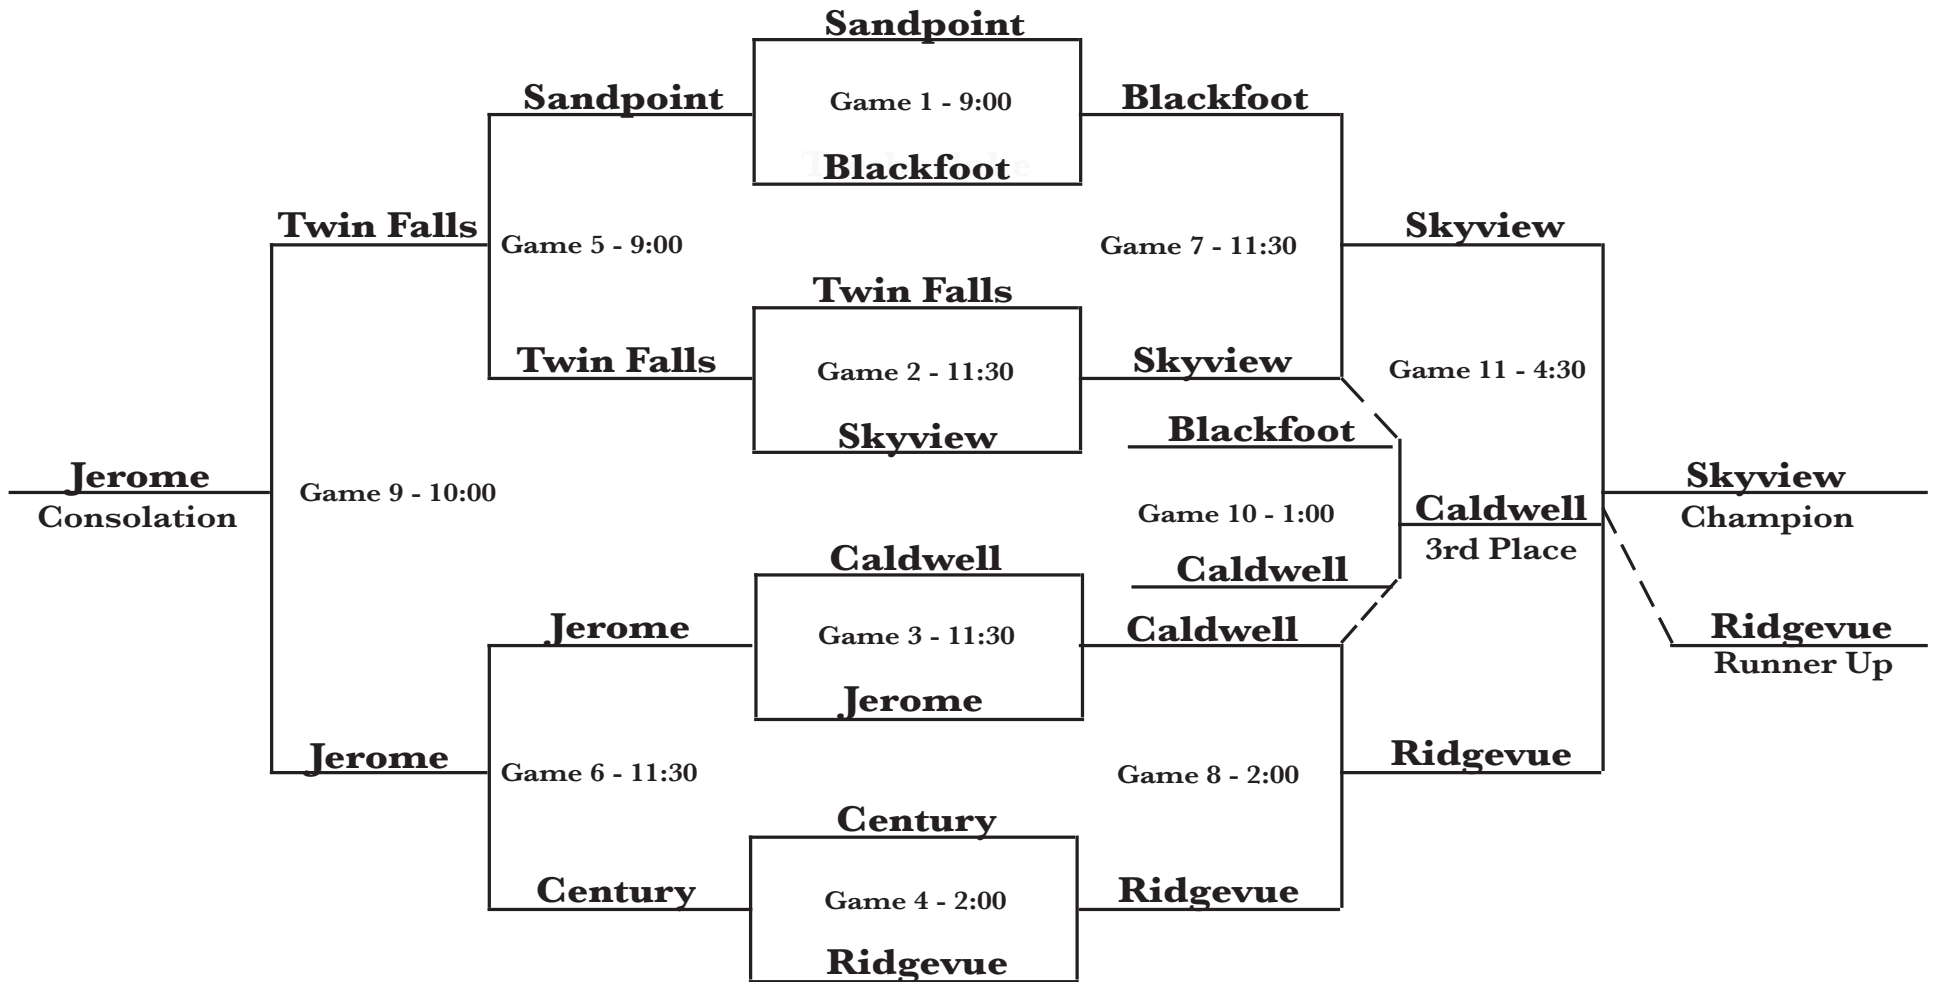 Sandpoint
Sandpoint
Game 1 - 9:00
Blackfoot
Blackfoot
Twin Falls
Game 5 - 9:00
Game 7 - 11:30
Skyview
Twin Falls
Twin Falls
Game 2 - 11:30
Skyview
Game 11 - 4:30
Skyview
Blackfoot
Jerome
Consolation
Game 9 - 10:00
Game 10 - 1:00
Caldwell
3rd Place
Skyview
Champion
Caldwell
Caldwell
Jerome
Game 3 - 11:30
Caldwell
Ridgevue
Runner Up
Jerome
Jerome
Game 6 - 11:30
Game 8 - 2:00
Ridgevue
Century
Century
Game 4 - 2:00
Ridgevue
Ridgevue